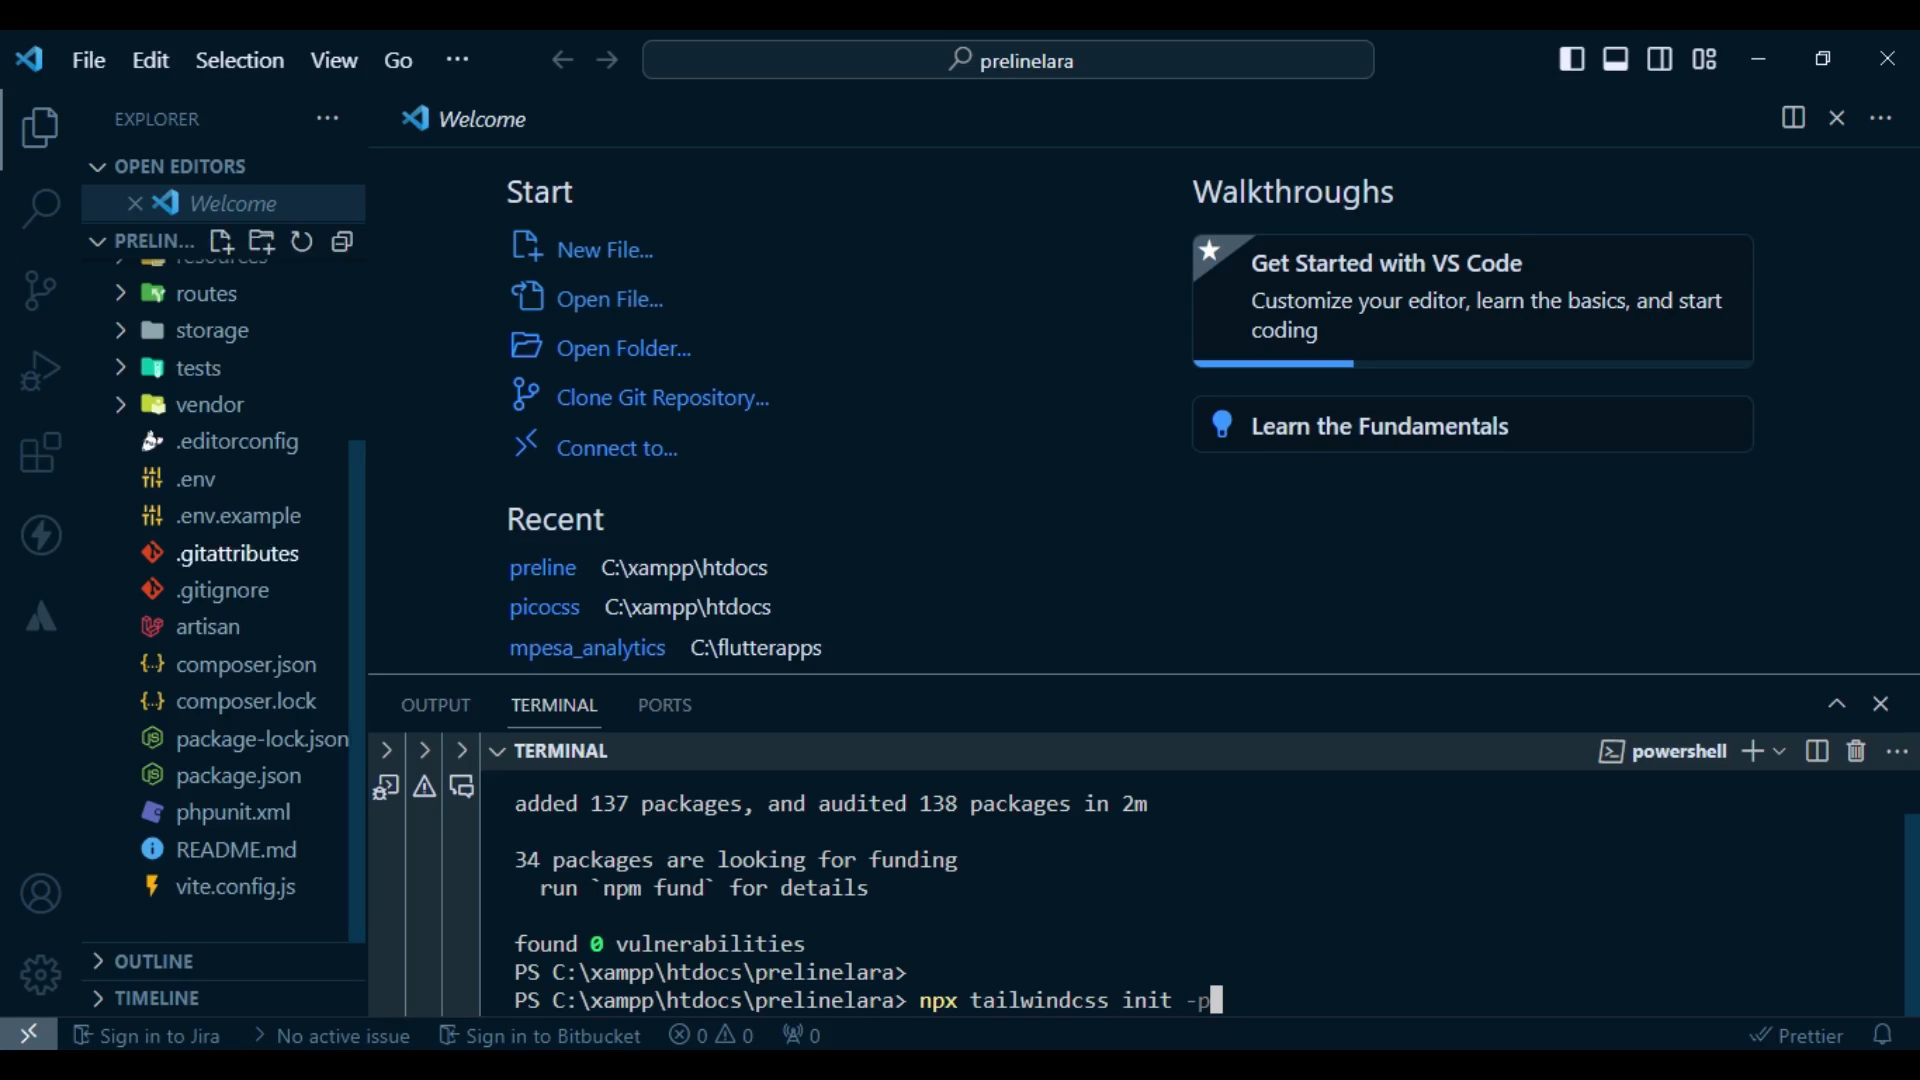 File Edit Selection View Go ··· prelinelara
EXPLORER ···
Welcome
OPEN EDITORS
Welcome
PRELIN...
resources
routes
storage
tests
vendor
.editorconfig
.env
.env.example
.gitattributes
.gitignore
artisan
composer.json
composer.lock
package-lock.json
package.json
phpunit.xml
README.md
vite.config.js
OUTLINE
TIMELINE
Start
New File...
Open File...
Open Folder...
Clone Git Repository...
Connect to...
Recent
preline C:\xampp\htdocs
picocss C:\xampp\htdocs
mpesa_analytics C:\flutterapps
Walkthroughs
Get Started with VS Code
Customize your editor, learn the basics, and start
coding
Learn the Fundamentals
OUTPUT TERMINAL PORTS
TERMINAL
powershell
added 137 packages, and audited 138 packages in 2m
34 packages are looking for funding
run `npm fund` for details
found 0 vulnerabilities
PS C:\xampp\htdocs\prelinelara>
PS C:\xampp\htdocs\prelinelara> npx tailwindcss init -p
Sign in to Jira No active issue Sign in to Bitbucket 0 0 0 Prettier